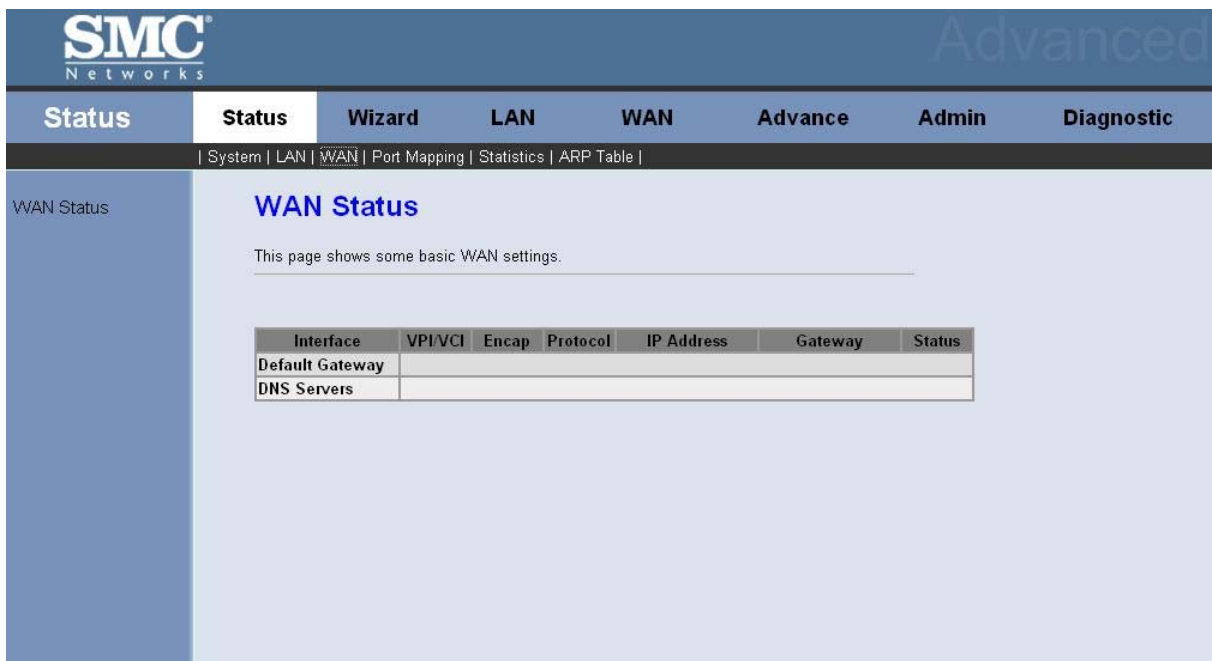 SMC®
Networks
Advanced
Status
Status Wizard LAN WAN Advance Admin Diagnostic
| System | LAN | WAN | Port Mapping | Statistics | ARP Table |
WAN Status
WAN Status
This page shows some basic WAN settings.
Interface VPI/VCI Encap Protocol IP Address Gateway Status
Default Gateway
DNS Servers